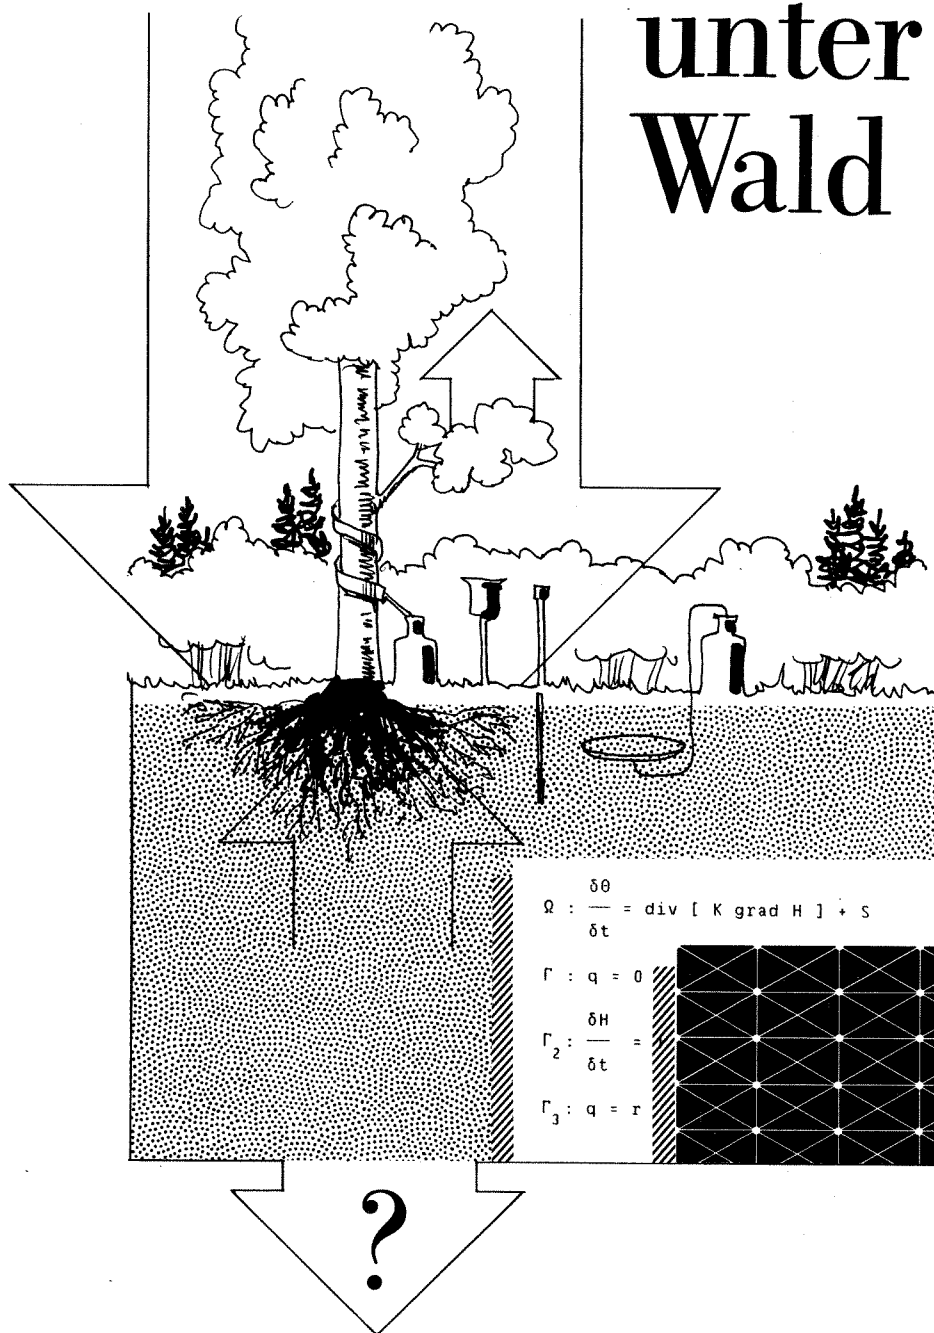 unter
Wald
Ω : δθ/δt = div [ K grad H ] + S
Γ : q = 0
Γ₂ : δH/δt =
Γ₃ : q = r
?